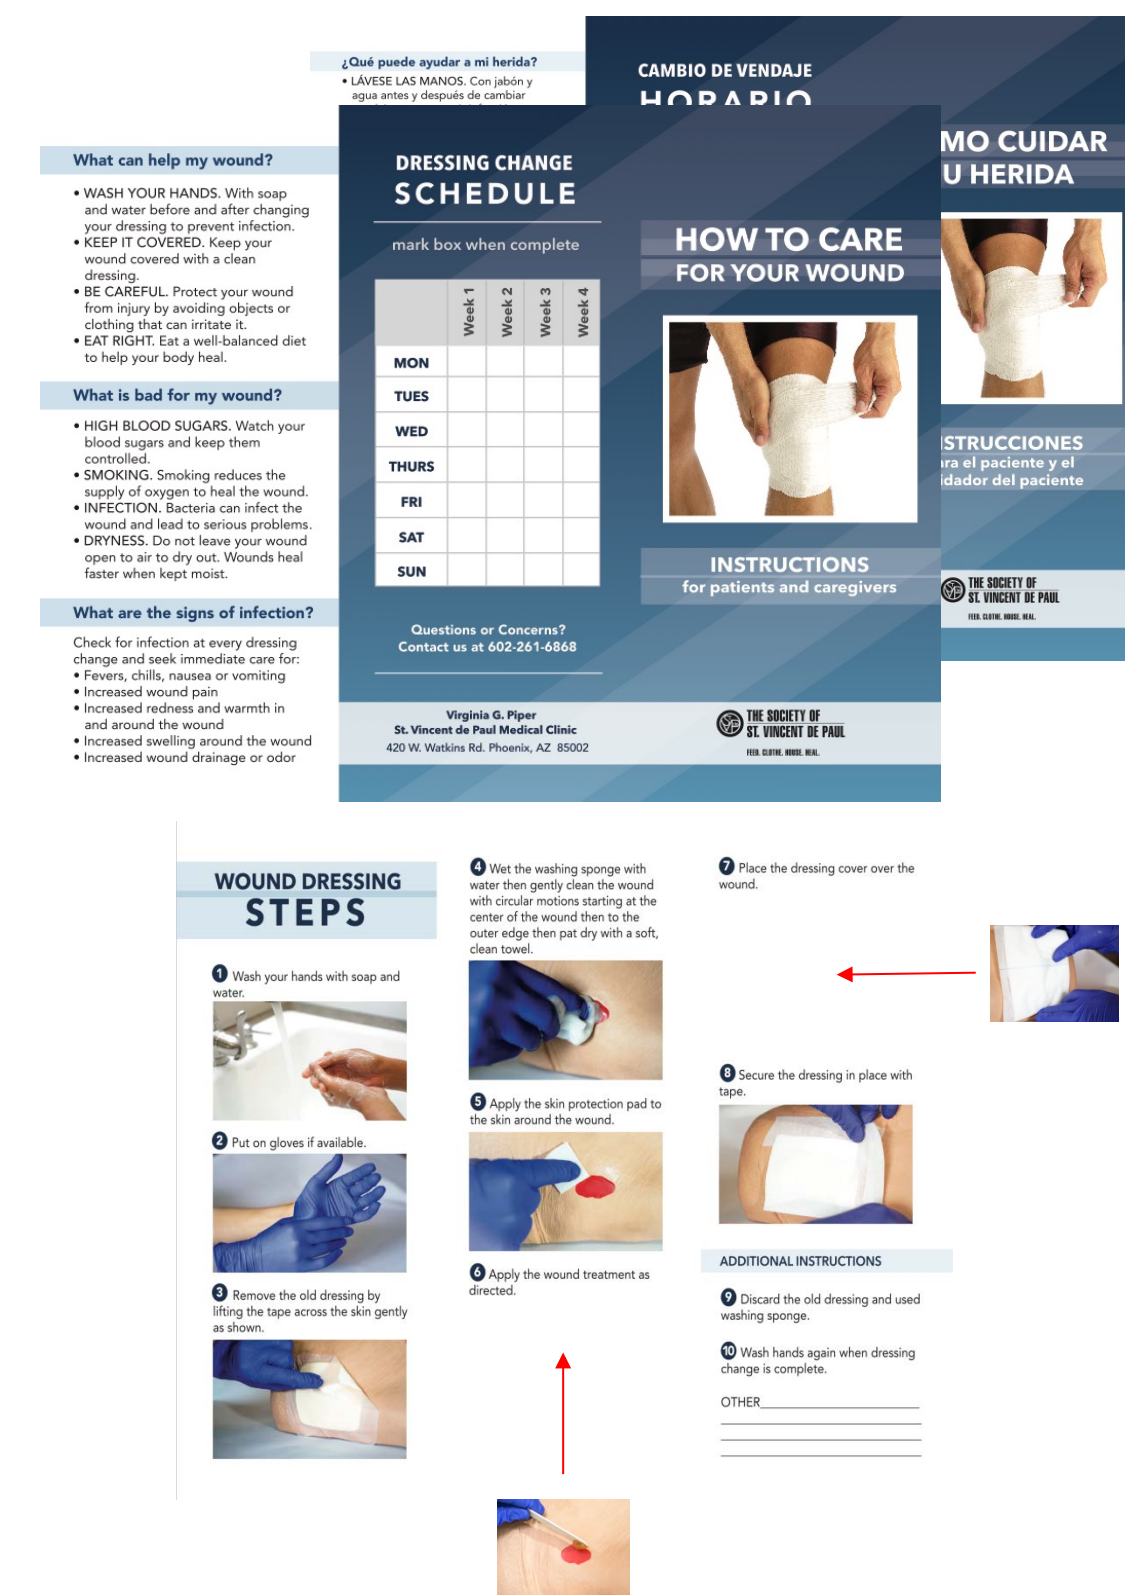 ¿Qué puede ayudar a mi herida?
• LÁVESE LAS MANOS. Con jabón y
agua antes y después de cambiar
CAMBIO DE VENDAJE
HORARIO
MO CUIDAR
U HERIDA
STRUCCIONES
ra el paciente y el
idador del paciente
THE SOCIETY OF
ST. VINCENT DE PAUL
FEED. CLOTHE. HOUSE. HEAL.
What can help my wound?
• WASH YOUR HANDS. With soap
and water before and after changing
your dressing to prevent infection.
• KEEP IT COVERED. Keep your
wound covered with a clean
dressing.
• BE CAREFUL. Protect your wound
from injury by avoiding objects or
clothing that can irritate it.
• EAT RIGHT. Eat a well-balanced diet
to help your body heal.
What is bad for my wound?
• HIGH BLOOD SUGARS. Watch your
blood sugars and keep them
controlled.
• SMOKING. Smoking reduces the
supply of oxygen to heal the wound.
• INFECTION. Bacteria can infect the
wound and lead to serious problems.
• DRYNESS. Do not leave your wound
open to air to dry out. Wounds heal
faster when kept moist.
What are the signs of infection?
Check for infection at every dressing
change and seek immediate care for:
• Fevers, chills, nausea or vomiting
• Increased wound pain
• Increased redness and warmth in
and around the wound
• Increased swelling around the wound
• Increased wound drainage or odor
DRESSING CHANGE
SCHEDULE
mark box when complete
Week 1
Week 2
Week 3
Week 4
MON
TUES
WED
THURS
FRI
SAT
SUN
Questions or Concerns?
Contact us at 602-261-6868
Virginia G. Piper
St. Vincent de Paul Medical Clinic
420 W. Watkins Rd. Phoenix, AZ 85002
HOW TO CARE
FOR YOUR WOUND
INSTRUCTIONS
for patients and caregivers
THE SOCIETY OF
ST. VINCENT DE PAUL
FEED. CLOTHE. HOUSE. HEAL.
WOUND DRESSING
STEPS
1 Wash your hands with soap and
water.
2 Put on gloves if available.
3 Remove the old dressing by
lifting the tape across the skin gently
as shown.
4 Wet the washing sponge with
water then gently clean the wound
with circular motions starting at the
center of the wound then to the
outer edge then pat dry with a soft,
clean towel.
5 Apply the skin protection pad to
the skin around the wound.
6 Apply the wound treatment as
directed.
7 Place the dressing cover over the
wound.
8 Secure the dressing in place with
tape.
ADDITIONAL INSTRUCTIONS
9 Discard the old dressing and used
washing sponge.
10 Wash hands again when dressing
change is complete.
OTHER